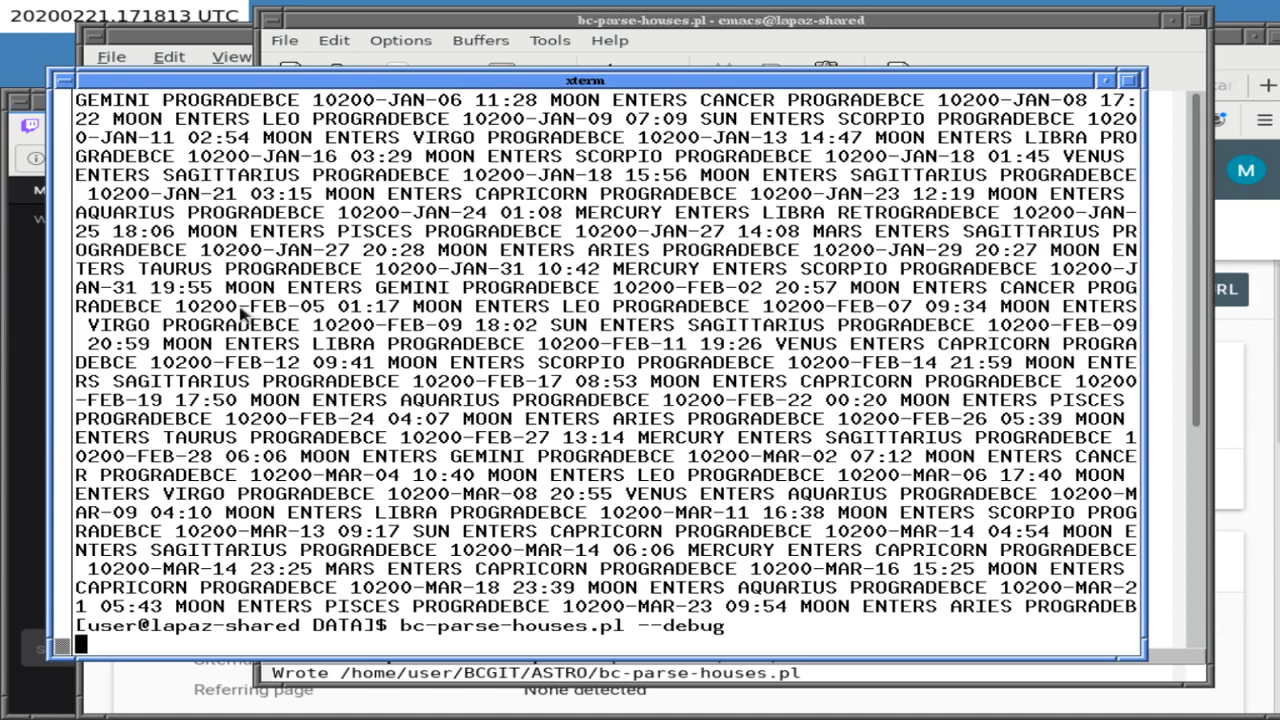 20200221.171813 UTC
bc-parse-houses.pl - emacs@lapaz-shared
File Edit Options Buffers Tools Help
File Edit View
xterm
GEMINI PROGRADEBCE 10200-JAN-06 11:28 MOON ENTERS CANCER PROGRADEBCE 10200-JAN-08 17:
22 MOON ENTERS LEO PROGRADEBCE 10200-JAN-09 07:09 SUN ENTERS SCORPIO PROGRADEBCE 1020
0-JAN-11 02:54 MOON ENTERS VIRGO PROGRADEBCE 10200-JAN-13 14:47 MOON ENTERS LIBRA PRO
GRADEBCE 10200-JAN-16 03:29 MOON ENTERS SCORPIO PROGRADEBCE 10200-JAN-18 01:45 VENUS
ENTERS SAGITTARIUS PROGRADEBCE 10200-JAN-18 15:56 MOON ENTERS SAGITTARIUS PROGRADEBCE
10200-JAN-21 03:15 MOON ENTERS CAPRICORN PROGRADEBCE 10200-JAN-23 12:19 MOON ENTERS
AQUARIUS PROGRADEBCE 10200-JAN-24 01:08 MERCURY ENTERS LIBRA RETROGRADEBCE 10200-JAN-
25 18:06 MOON ENTERS PISCES PROGRADEBCE 10200-JAN-27 14:08 MARS ENTERS SAGITTARIUS PR
OGRADEBCE 10200-JAN-27 20:28 MOON ENTERS ARIES PROGRADEBCE 10200-JAN-29 20:27 MOON EN
TERS TAURUS PROGRADEBCE 10200-JAN-31 10:42 MERCURY ENTERS SCORPIO PROGRADEBCE 10200-J
AN-31 19:55 MOON ENTERS GEMINI PROGRADEBCE 10200-FEB-02 20:57 MOON ENTERS CANCER PROG
RADEBCE 10200-FEB-05 01:17 MOON ENTERS LEO PROGRADEBCE 10200-FEB-07 09:34 MOON ENTERS
VIRGO PROGRADEBCE 10200-FEB-09 18:02 SUN ENTERS SAGITTARIUS PROGRADEBCE 10200-FEB-09
20:59 MOON ENTERS LIBRA PROGRADEBCE 10200-FEB-11 19:26 VENUS ENTERS CAPRICORN PROGRA
DEBCE 10200-FEB-12 09:41 MOON ENTERS SCORPIO PROGRADEBCE 10200-FEB-14 21:59 MOON ENTE
RS SAGITTARIUS PROGRADEBCE 10200-FEB-17 08:53 MOON ENTERS CAPRICORN PROGRADEBCE 10200
-FEB-19 17:50 MOON ENTERS AQUARIUS PROGRADEBCE 10200-FEB-22 00:20 MOON ENTERS PISCES
PROGRADEBCE 10200-FEB-24 04:07 MOON ENTERS ARIES PROGRADEBCE 10200-FEB-26 05:39 MOON
ENTERS TAURUS PROGRADEBCE 10200-FEB-27 13:14 MERCURY ENTERS SAGITTARIUS PROGRADEBCE 1
0200-FEB-28 06:06 MOON ENTERS GEMINI PROGRADEBCE 10200-MAR-02 07:12 MOON ENTERS CANCE
R PROGRADEBCE 10200-MAR-04 10:40 MOON ENTERS LEO PROGRADEBCE 10200-MAR-06 17:40 MOON
ENTERS VIRGO PROGRADEBCE 10200-MAR-08 20:55 VENUS ENTERS AQUARIUS PROGRADEBCE 10200-M
AR-09 04:10 MOON ENTERS LIBRA PROGRADEBCE 10200-MAR-11 16:38 MOON ENTERS SCORPIO PROG
RADEBCE 10200-MAR-13 09:17 SUN ENTERS CAPRICORN PROGRADEBCE 10200-MAR-14 04:54 MOON E
NTERS SAGITTARIUS PROGRADEBCE 10200-MAR-14 06:06 MERCURY ENTERS CAPRICORN PROGRADEBCE
10200-MAR-14 23:25 MARS ENTERS CAPRICORN PROGRADEBCE 10200-MAR-16 15:25 MOON ENTERS
CAPRICORN PROGRADEBCE 10200-MAR-18 23:39 MOON ENTERS AQUARIUS PROGRADEBCE 10200-MAR-2
1 05:43 MOON ENTERS PISCES PROGRADEBCE 10200-MAR-23 09:54 MOON ENTERS ARIES PROGRADEB
[user@lapaz-shared DATA]$ bc-parse-houses.pl --debug
M
RL
Wrote /home/user/BCGIT/ASTRO/bc-parse-houses.pl
Referring page None detected